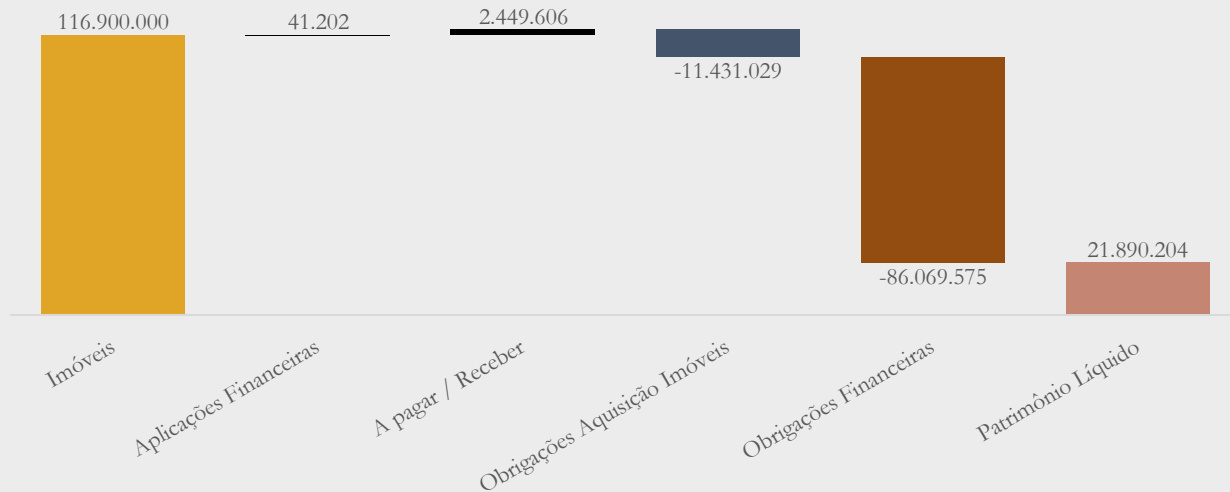 116.900.000
41.202
2.449.606
-11.431.029
-86.069.575
21.890.204
Imóveis
Aplicações Financeiras
A pagar / Receber
Obrigações Aquisição Imóveis
Obrigações Financeiras
Patrimônio Líquido